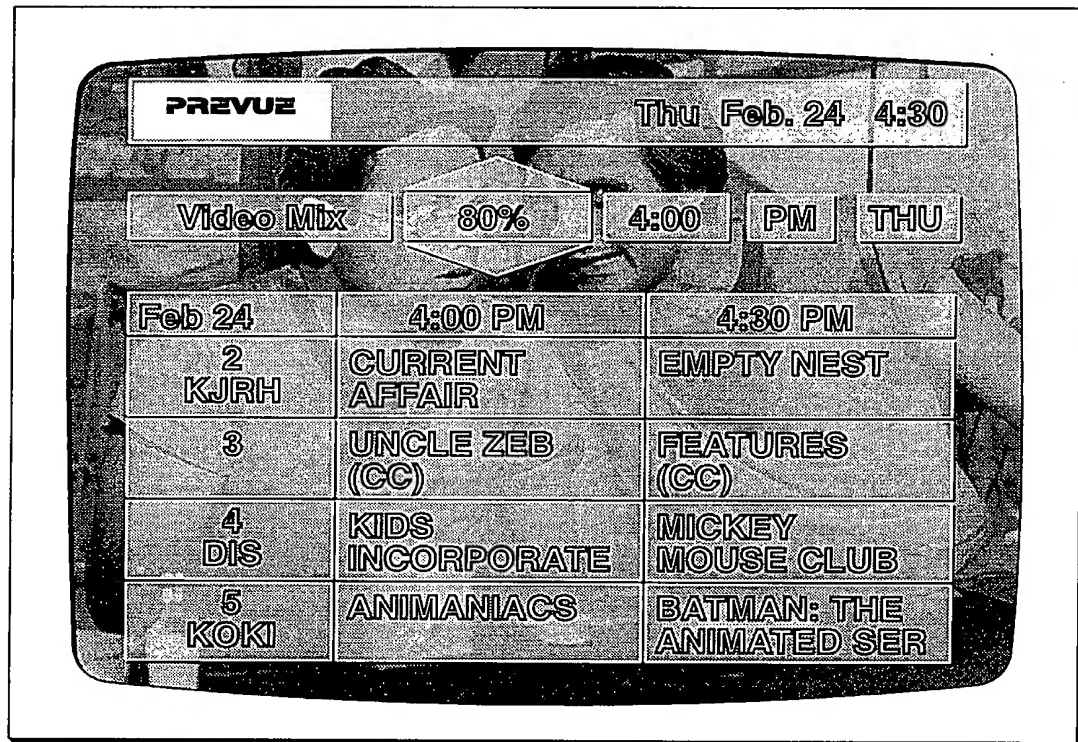 PREVUE Thu Feb. 24 4:30
Video Mix 80% 4:00 PM THU
Feb 24 4:00 PM 4:30 PM
2
KJRH
CURRENT
AFFAIR
EMPTY NEST
3
UNCLE ZEB
(CC)
FEATURES
(CC)
4
DIS
KIDS
INCORPORATE
MICKEY
MOUSE CLUB
5
KOKI
ANIMANIACS
BATMAN: THE
ANIMATED SER